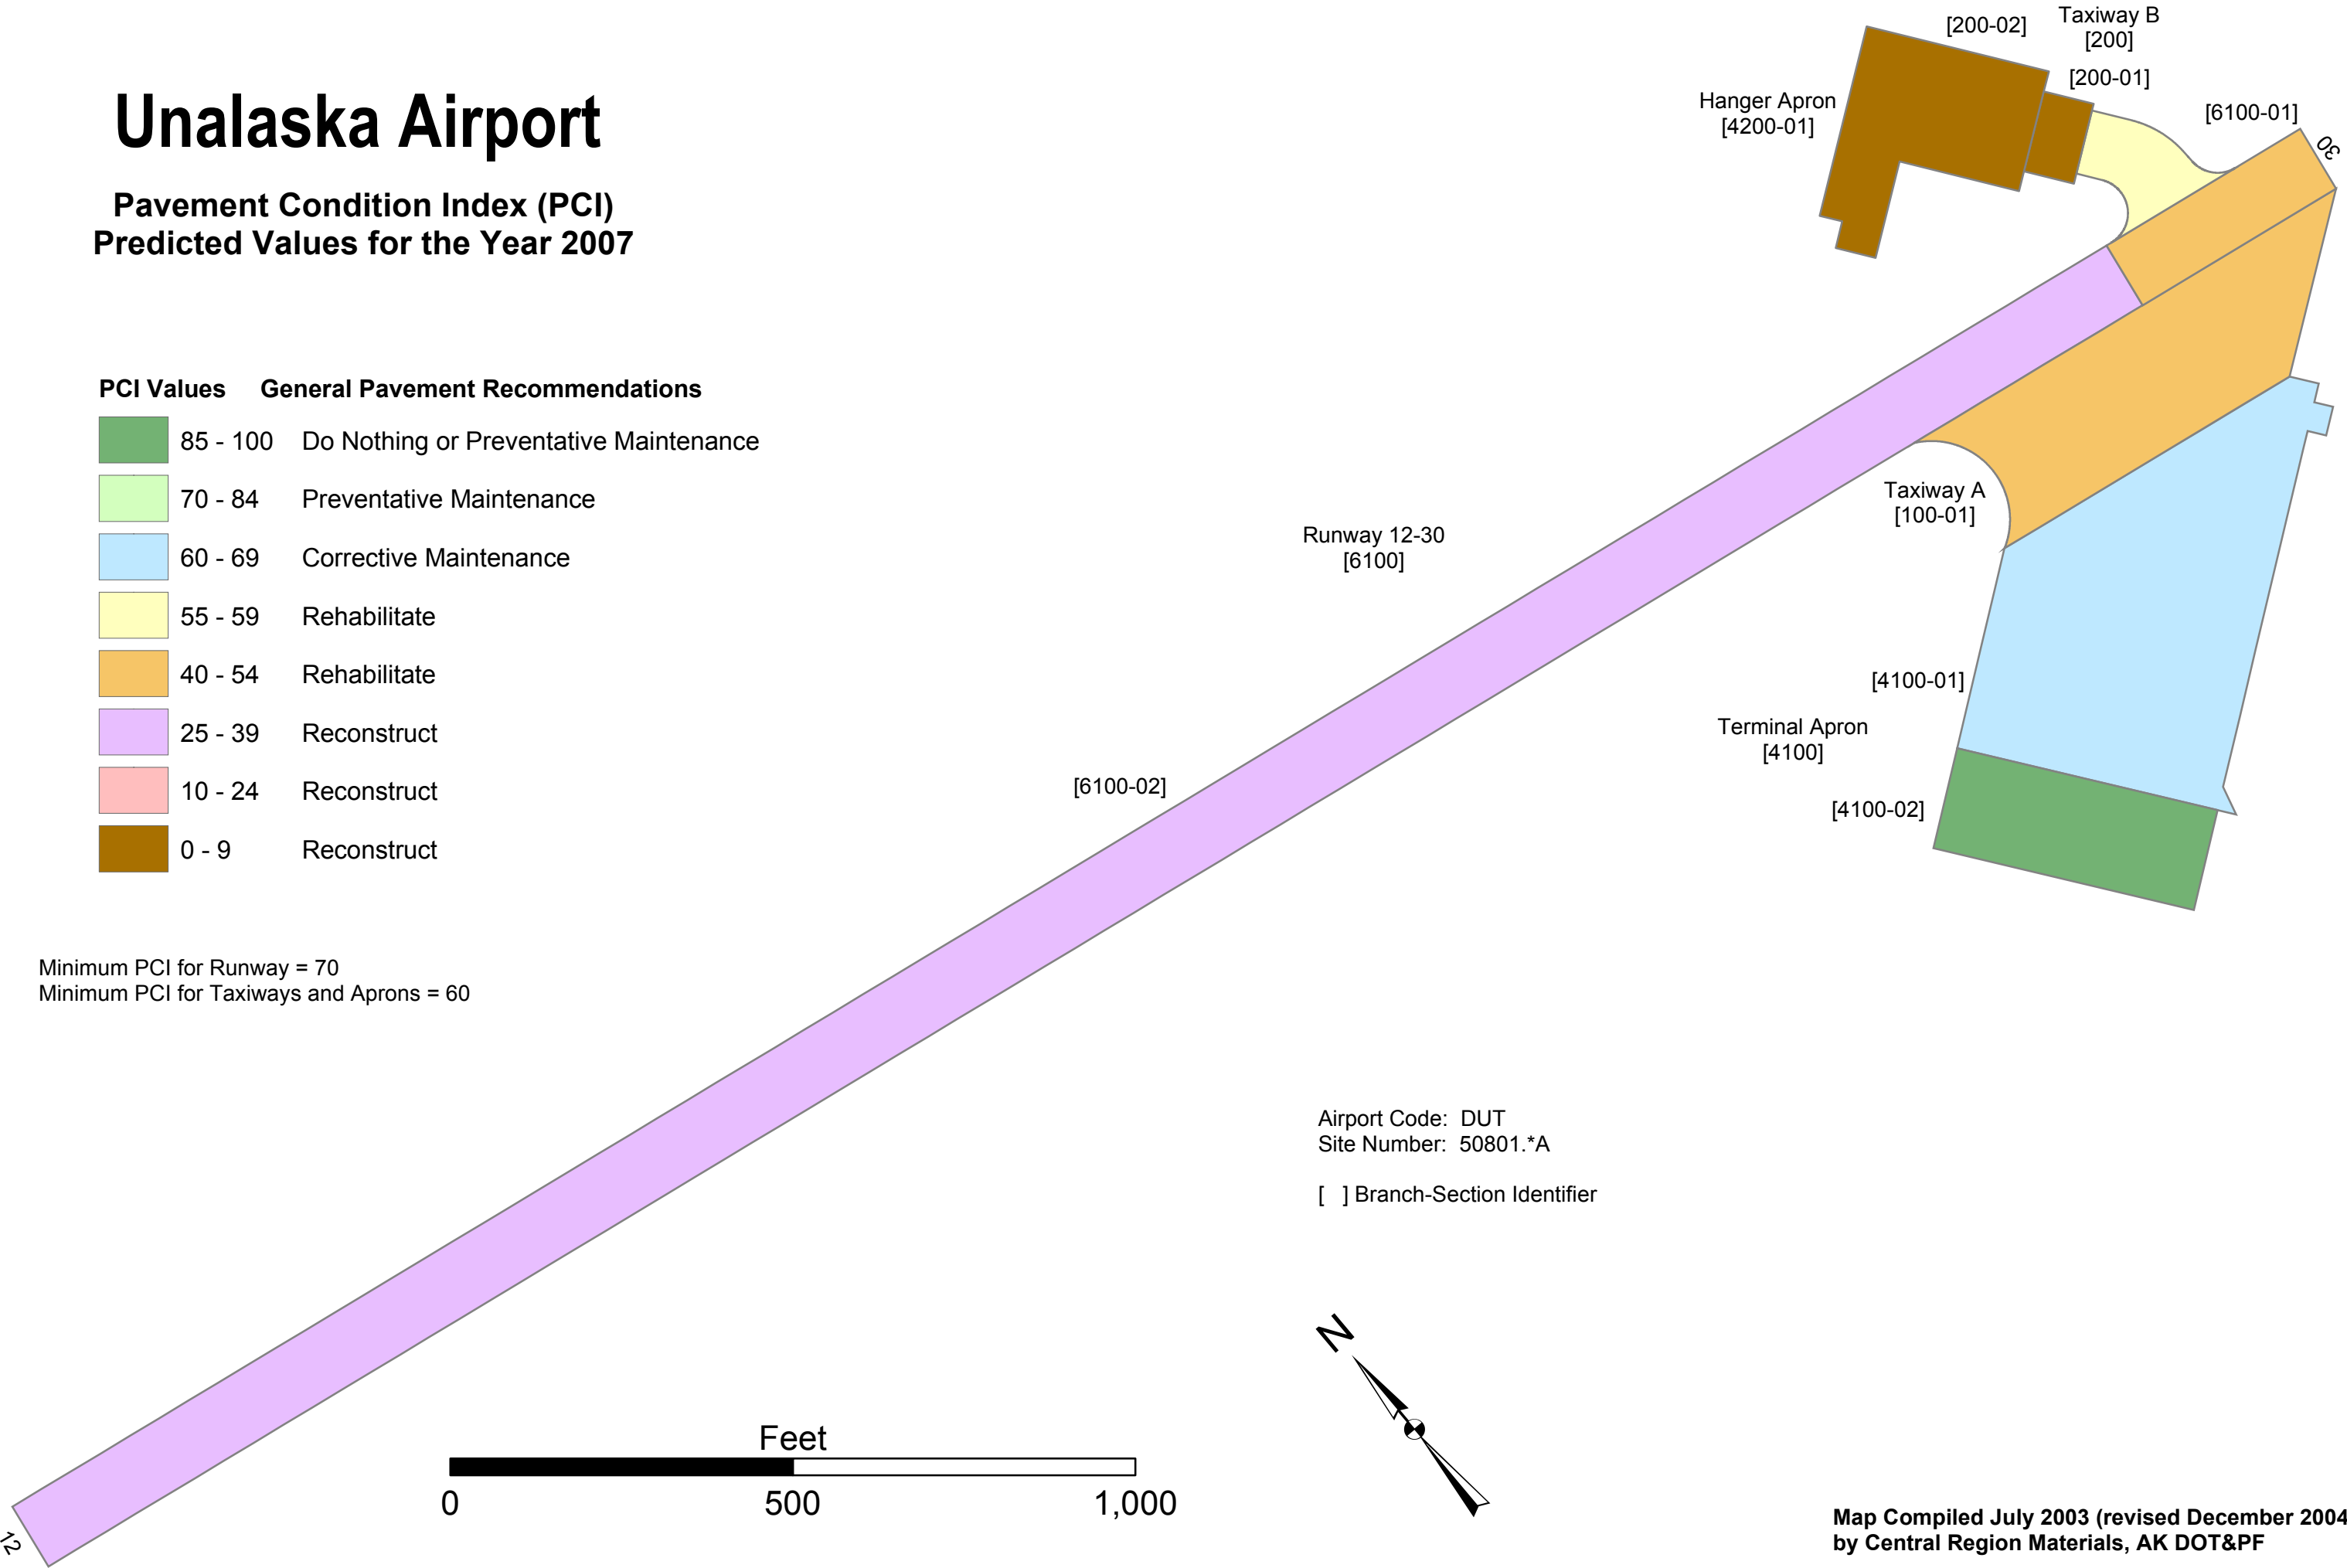 Unalaska Airport
Pavement Condition Index (PCI)
Predicted Values for the Year 2007
PCI Values General Pavement Recommendations
85 - 100 Do Nothing or Preventative Maintenance
70 - 84 Preventative Maintenance
60 - 69 Corrective Maintenance
55 - 59 Rehabilitate
40 - 54 Rehabilitate
25 - 39 Reconstruct
10 - 24 Reconstruct
0 - 9 Reconstruct
Minimum PCI for Runway = 70
Minimum PCI for Taxiways and Aprons = 60
[200-02]
Taxiway B
[200]
[200-01]
Hanger Apron
[4200-01]
[6100-01]
30
Taxiway A
[100-01]
Runway 12-30
[6100]
[4100-01]
Terminal Apron
[4100]
[6100-02]
[4100-02]
Airport Code: DUT
Site Number: 50801.*A
[ ] Branch-Section Identifier
N
Feet
0 500 1,000
12
Map Compiled July 2003 (revised December 2004
by Central Region Materials, AK DOT&PF